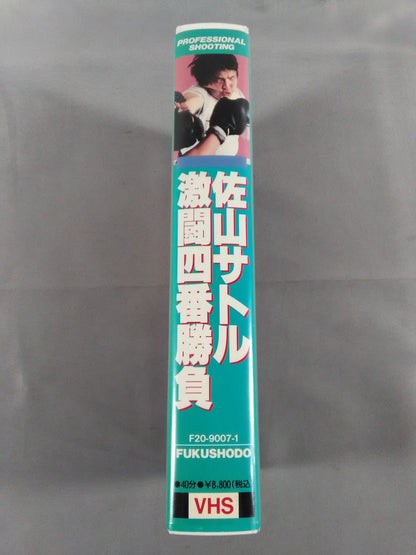 PROFESSIONAL
SHOOTING
佐山サトル
激闘四番勝負
F20-9007-1
FUKUSHODO
●40分●￥8,800(税込)
VHS